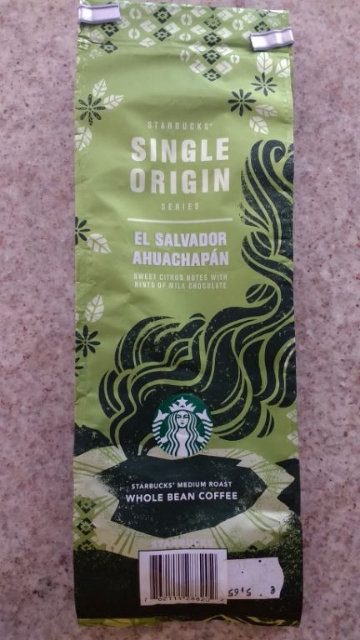 STARBUCKS®
SINGLE
ORIGIN
SERIES
EL SALVADOR
AHUACHAPÁN
SWEET CITRUS NOTES WITH
HINTS OF MILK CHOCOLATE
STARBUCKS® MEDIUM ROAST
WHOLE BEAN COFFEE
STARBUCKS